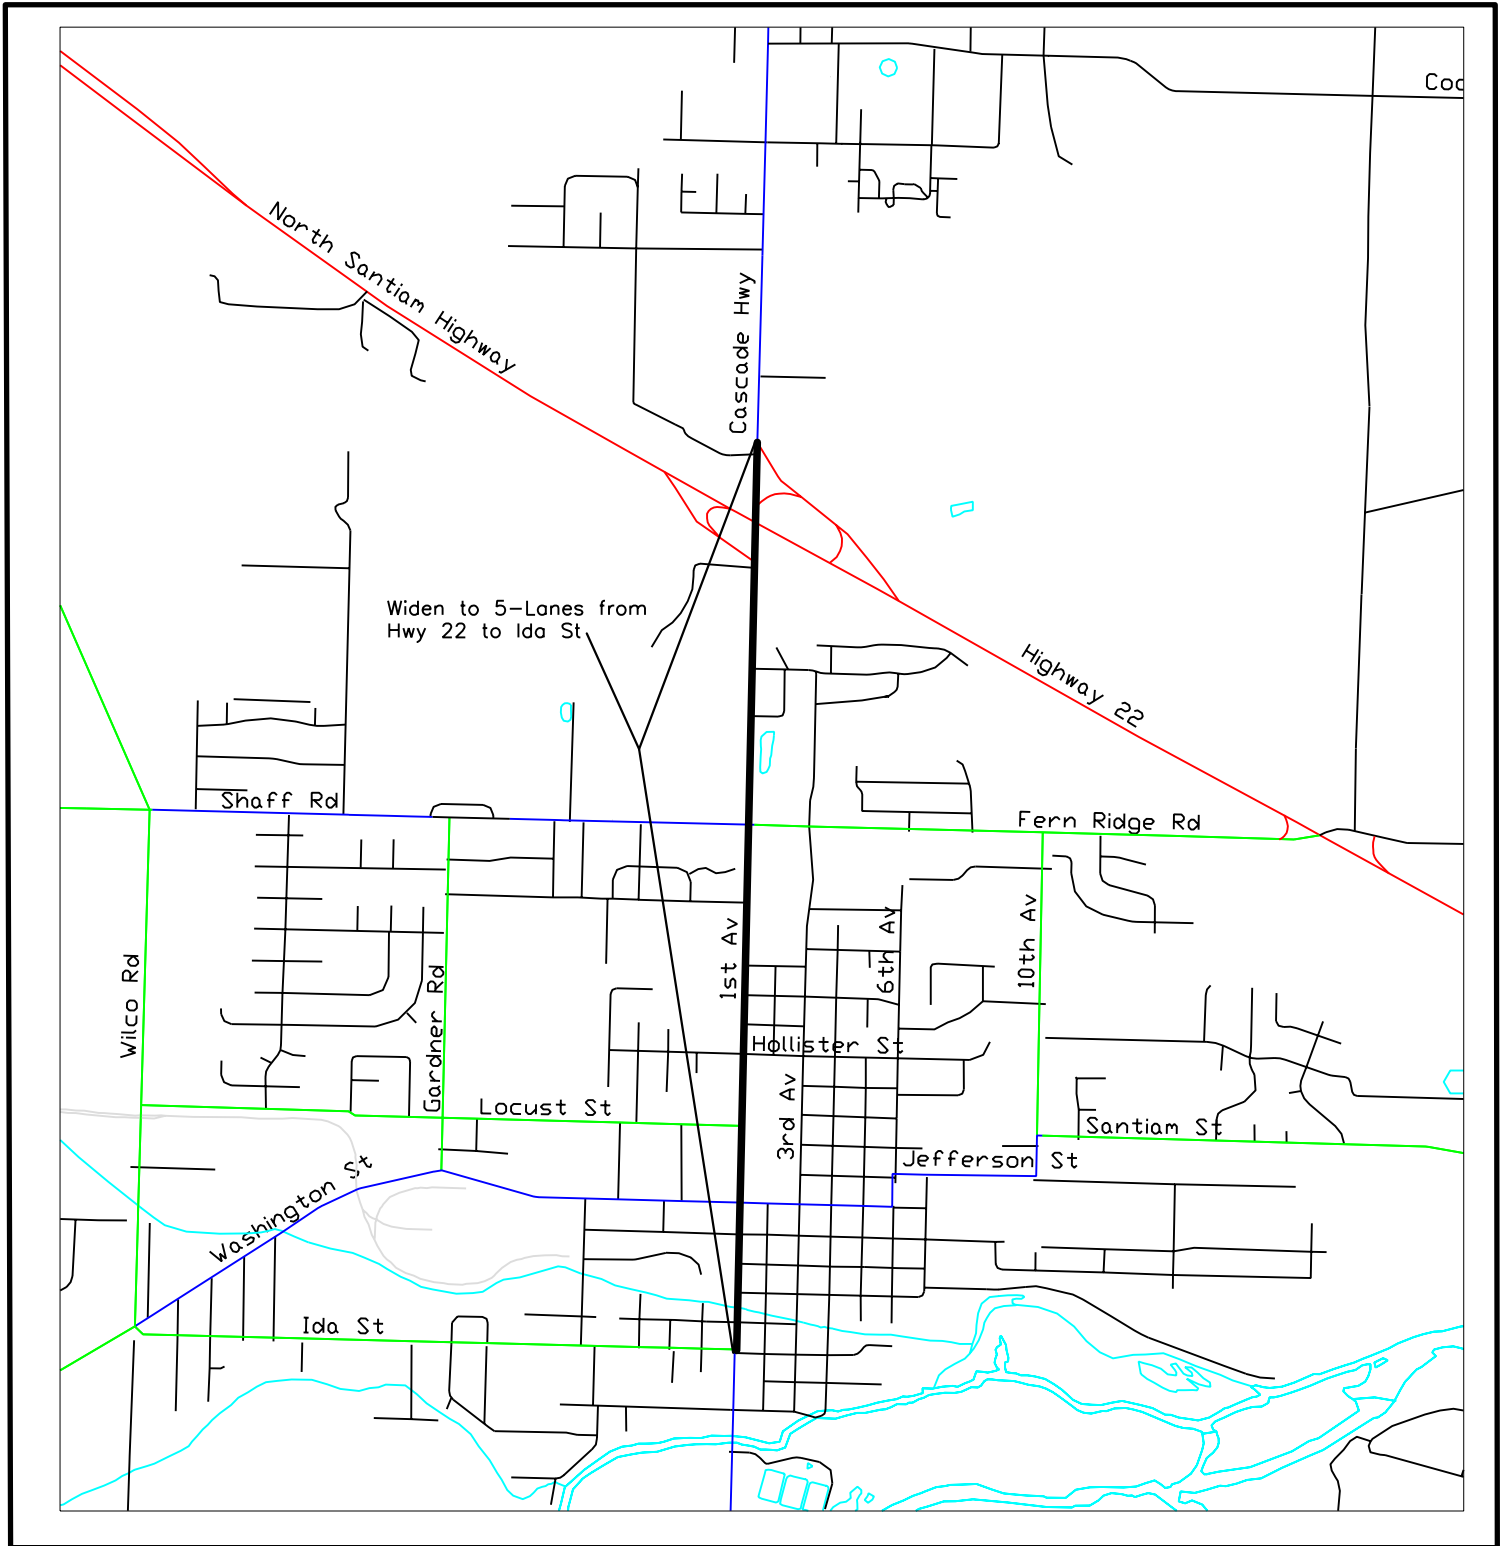 Coo
North Santiam Highway
Cascade Hwy
Widen to 5-Lanes from
Hwy 22 to Ida St
Highway 22
Shaff Rd
Fern Ridge Rd
Wilco Rd
Gardner Rd
1st Av
6th Av
10th Av
Hollister St
3rd Av
Locust St
Santiam St
Jefferson St
Washington St
Ida St